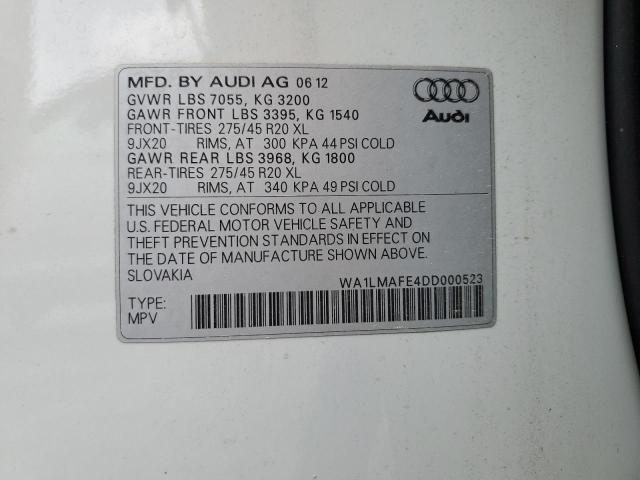 MFD. BY AUDI AG 06 12
GVWR LBS 7055, KG 3200
GAWR FRONT LBS 3395, KG 1540
FRONT-TIRES 275/45 R20 XL
9JX20 RIMS, AT 300 KPA 44 PSI COLD
GAWR REAR LBS 3968, KG 1800
REAR-TIRES 275/45 R20 XL
9JX20 RIMS, AT 340 KPA 49 PSI COLD
Audi
THIS VEHICLE CONFORMS TO ALL APPLICABLE
U.S. FEDERAL MOTOR VEHICLE SAFETY AND
THEFT PREVENTION STANDARDS IN EFFECT ON
THE DATE OF MANUFACTURE SHOWN ABOVE.
SLOVAKIA
WA1LMAFE4DD000523
TYPE:
MPV